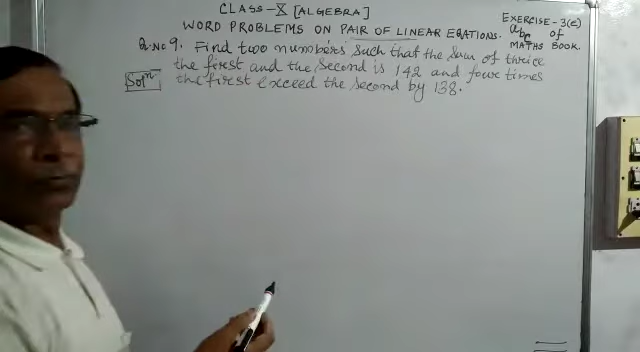 CLASS-X [ALGEBRA]
WORD PROBLEMS ON PAIR OF LINEAR EQATIONS.
EXERCISE-3(E)
abc of
MATHS BOOK.
Q.No 9. Find two numbers such that the sum of thrice
the first and the second is 142 and four times
the first exceed the second by 138.
Solⁿ